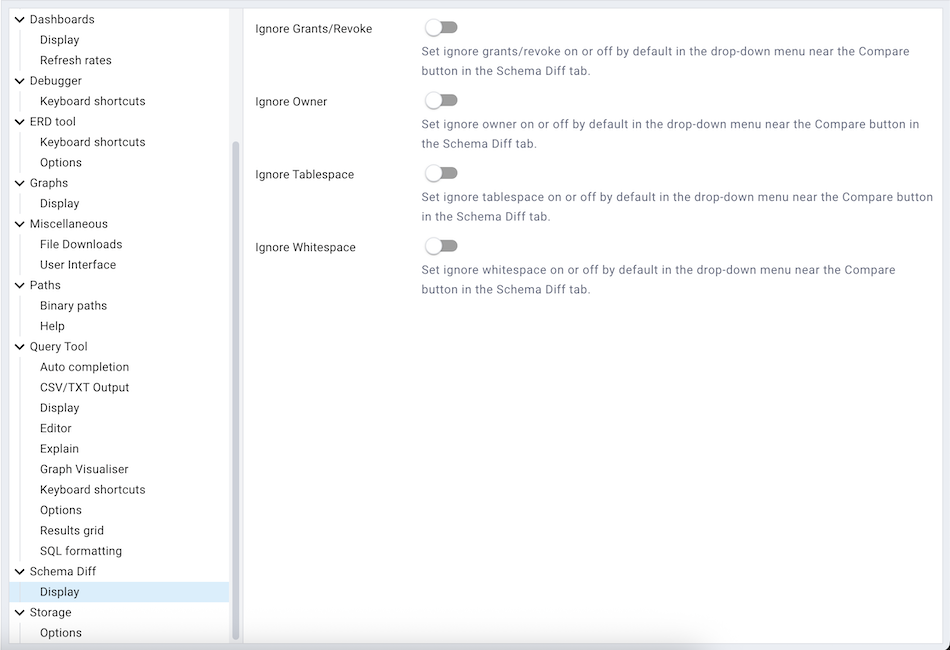 Dashboards
Display
Refresh rates
Debugger
Keyboard shortcuts
ERD tool
Keyboard shortcuts
Options
Graphs
Display
Miscellaneous
File Downloads
User Interface
Paths
Binary paths
Help
Query Tool
Auto completion
CSV/TXT Output
Display
Editor
Explain
Graph Visualiser
Keyboard shortcuts
Options
Results grid
SQL formatting
Schema Diff
Display
Storage
Options
Ignore Grants/Revoke
Set ignore grants/revoke on or off by default in the drop-down menu near the Compare
button in the Schema Diff tab.
Ignore Owner
Set ignore owner on or off by default in the drop-down menu near the Compare button in
the Schema Diff tab.
Ignore Tablespace
Set ignore tablespace on or off by default in the drop-down menu near the Compare button
in the Schema Diff tab.
Ignore Whitespace
Set ignore whitespace on or off by default in the drop-down menu near the Compare
button in the Schema Diff tab.